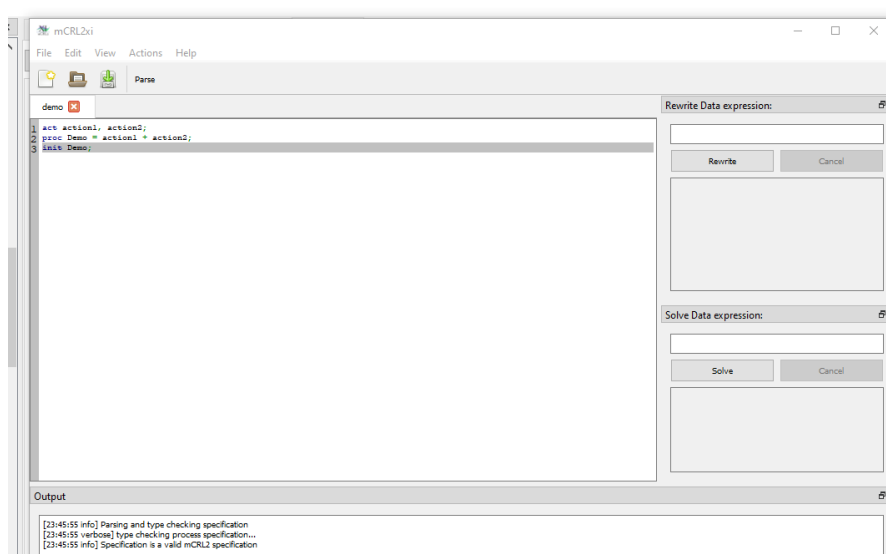 mCRL2xi
File Edit View Actions Help
Parse
demo
Rewrite Data expression:
1 act action1, action2;
2 proc Demo = action1 + action2;
3 init Demo;
Rewrite Cancel
Solve Data expression:
Solve Cancel
Output
[23:45:55 info] Parsing and type checking specification
[23:45:55 verbose] type checking process specification...
[23:45:55 info] Specification is a valid mCRL2 specification